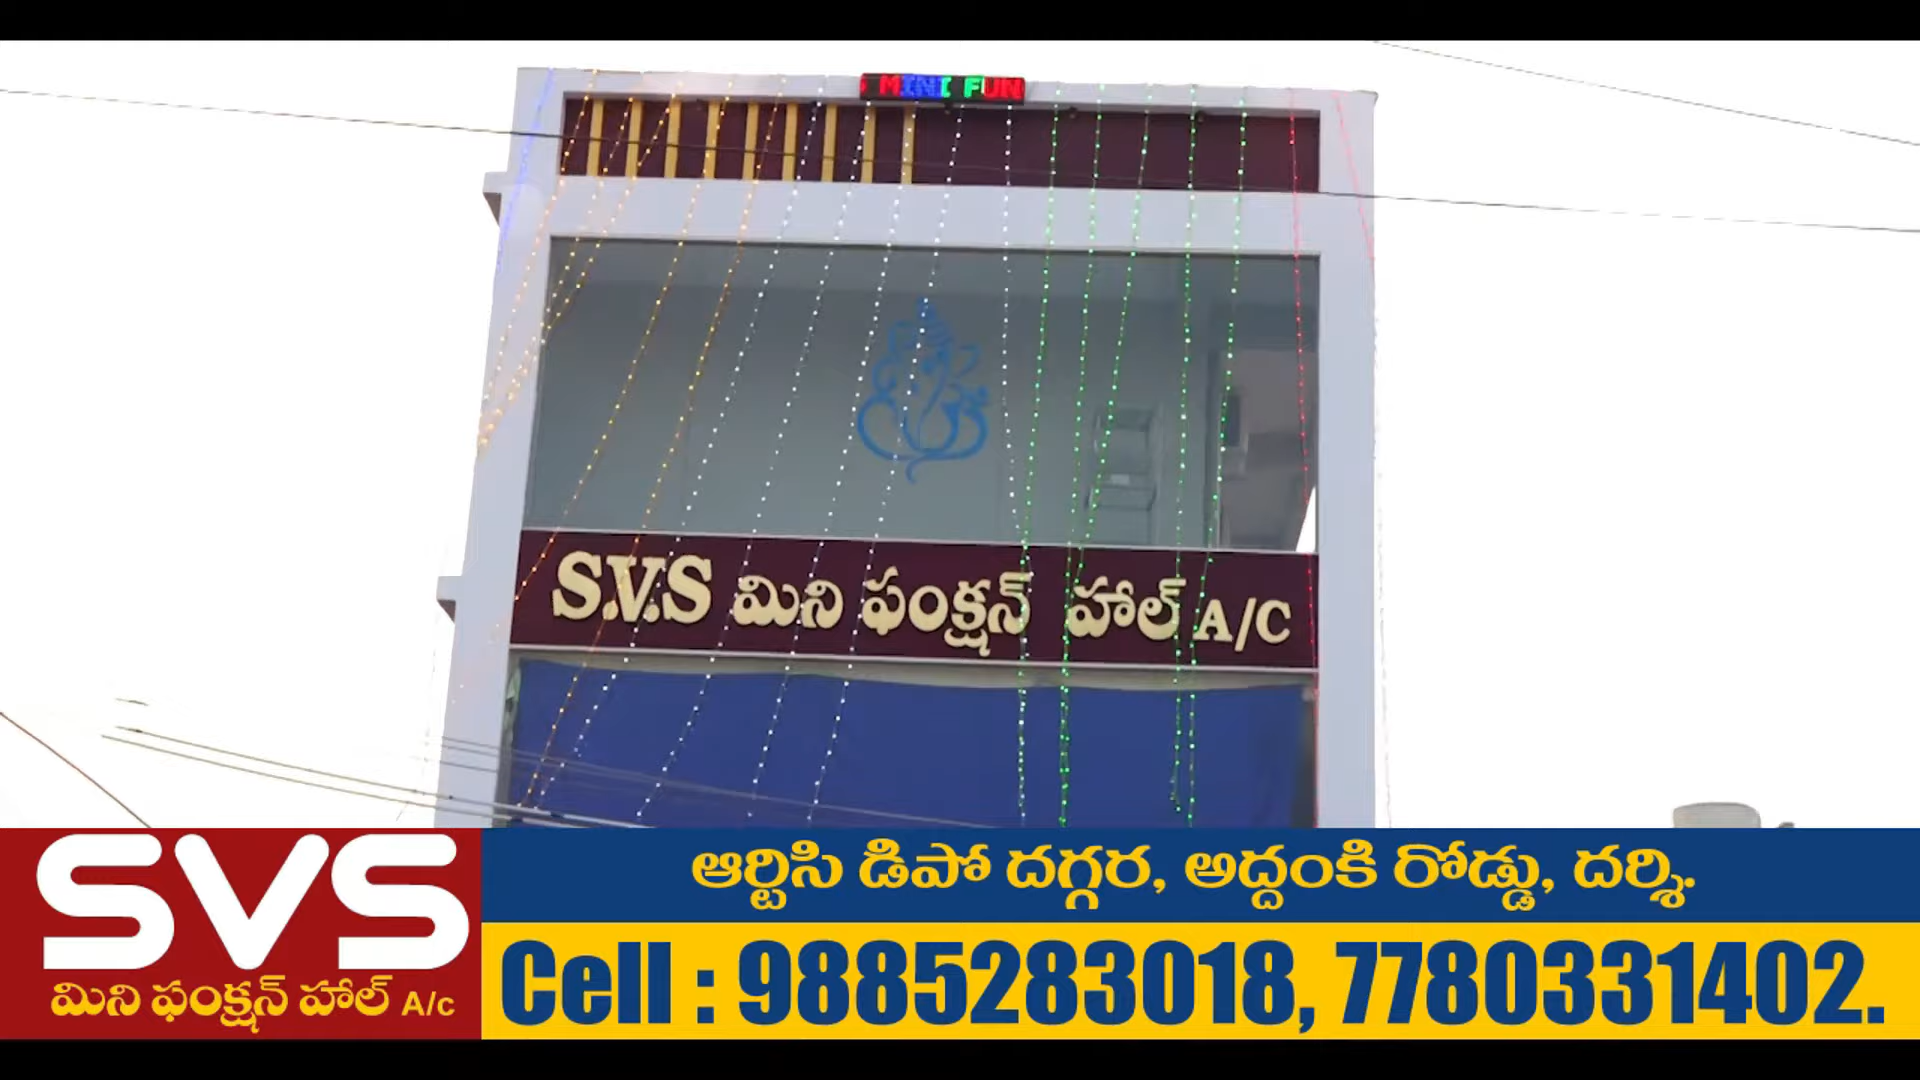 MINI FUN
S.V.S మిని ఫంక్షన్ హాల్ A/C
SVS
మిని ఫంక్షన్ హాల్ A/c
ఆర్టిసి డిపో దగ్గర, అద్దంకి రోడ్డు, దర్శి.
Cell : 9885283018, 7780331402.